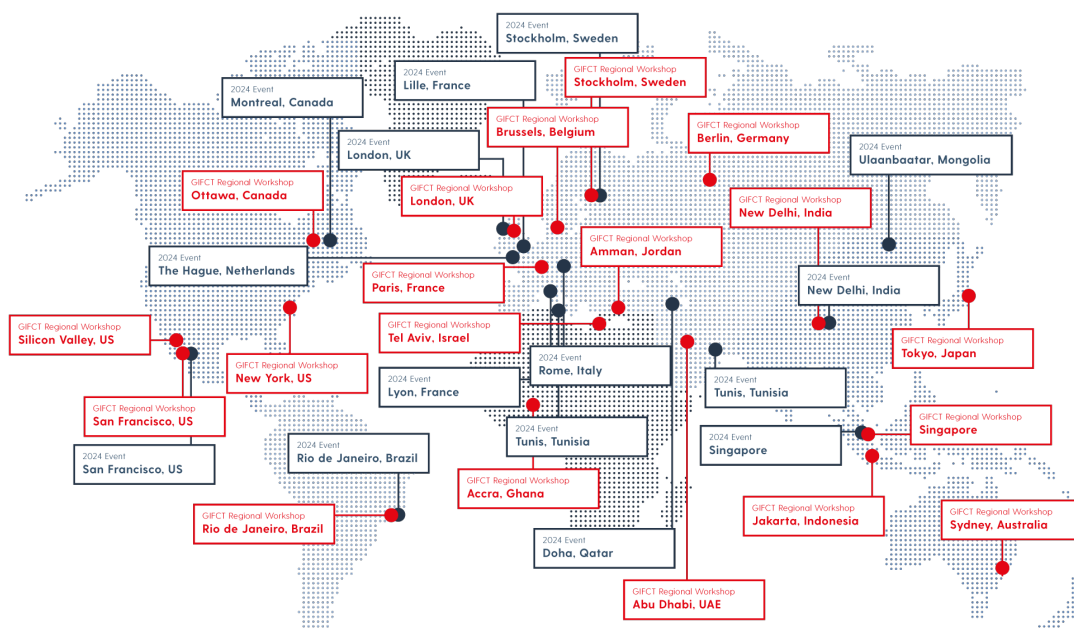 2024 Event
Stockholm, Sweden
GIFCT Regional Workshop
Stockholm, Sweden
2024 Event
Lille, France
2024 Event
Montreal, Canada
GIFCT Regional Workshop
Brussels, Belgium
GIFCT Regional Workshop
Berlin, Germany
2024 Event
London, UK
2024 Event
Ulaanbaatar, Mongolia
GIFCT Regional Workshop
Ottawa, Canada
GIFCT Regional Workshop
London, UK
GIFCT Regional Workshop
New Delhi, India
GIFCT Regional Workshop
Amman, Jordan
2024 Event
The Hague, Netherlands
GIFCT Regional Workshop
Paris, France
2024 Event
New Delhi, India
GIFCT Regional Workshop
Silicon Valley, US
GIFCT Regional Workshop
Tel Aviv, Israel
GIFCT Regional Workshop
Tokyo, Japan
GIFCT Regional Workshop
New York, US
2024 Event
Rome, Italy
2024 Event
Lyon, France
2024 Event
Tunis, Tunisia
GIFCT Regional Workshop
San Francisco, US
2024 Event
Tunis, Tunisia
2024 Event
Singapore
GIFCT Regional Workshop
Singapore
2024 Event
San Francisco, US
2024 Event
Rio de Janeiro, Brazil
GIFCT Regional Workshop
Accra, Ghana
GIFCT Regional Workshop
Rio de Janeiro, Brazil
GIFCT Regional Workshop
Jakarta, Indonesia
GIFCT Regional Workshop
Sydney, Australia
2024 Event
Doha, Qatar
GIFCT Regional Workshop
Abu Dhabi, UAE